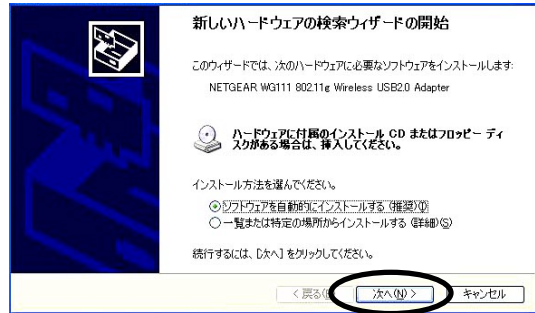 新しいハードウェアの検索ウィザードの開始
このウィザードでは、次のハードウェアに必要なソフトウェアをインストールします:
NETGEAR WG111 802.11g Wireless USB2.0 Adapter
ハードウェアに付属のインストール CD またはフロッピー ディ
スクがある場合は、挿入してください。
インストール方法を選んでください。
ソフトウェアを自動的にインストールする (推奨)(I)
一覧または特定の場所からインストールする (詳細)(S)
続行するには、[次へ] をクリックしてください。
< 戻る 次へ(N) > キャンセル